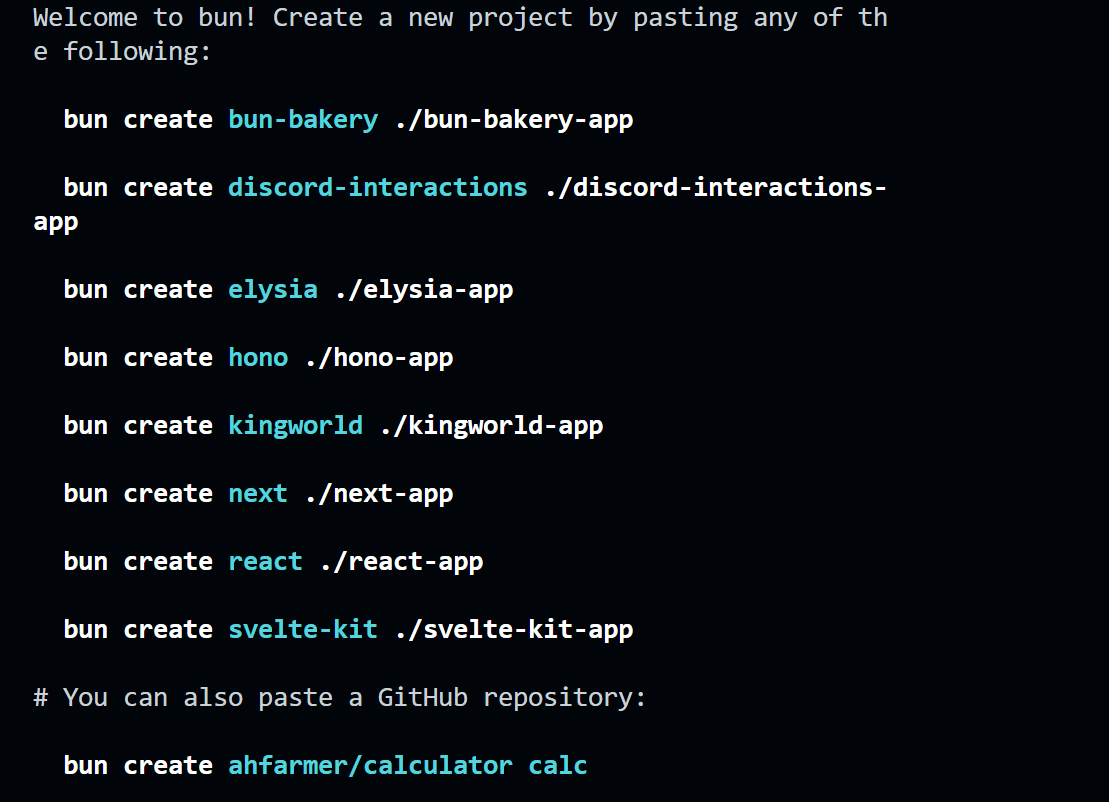 Welcome to bun! Create a new project by pasting any of th
e following:
bun create bun-bakery ./bun-bakery-app
bun create discord-interactions ./discord-interactions-
app
bun create elysia ./elysia-app
bun create hono ./hono-app
bun create kingworld ./kingworld-app
bun create next ./next-app
bun create react ./react-app
bun create svelte-kit ./svelte-kit-app
# You can also paste a GitHub repository:
bun create ahfarmer/calculator calc